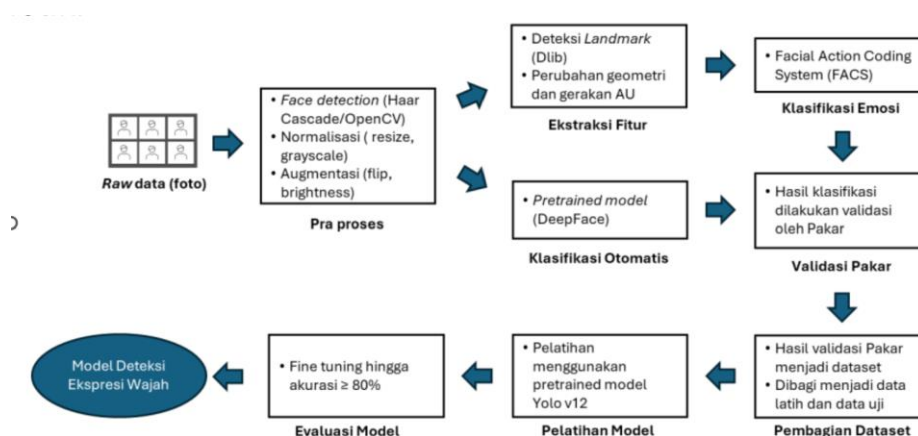 Raw data (foto)
• Face detection (Haar
Cascade/OpenCV)
• Normalisasi ( resize,
grayscale)
• Augmentasi (flip,
brightness)
Pra proses
• Deteksi Landmark
(Dlib)
• Perubahan geometri
dan gerakan AU
Ekstraksi Fitur
• Facial Action Coding
System (FACS)
Klasifikasi Emosi
• Pretrained model
(DeepFace)
Klasifikasi Otomatis
• Hasil klasifikasi
dilakukan validasi
oleh Pakar
Validasi Pakar
• Hasil validasi Pakar
menjadi dataset
• Dibagi menjadi data
latih dan data uji
Pembagian Dataset
• Pelatihan
menggunakan
pretrained model
Yolo v12
Pelatihan Model
• Fine tuning hingga
akurasi ≥ 80%
Evaluasi Model
Model Deteksi
Ekspresi Wajah